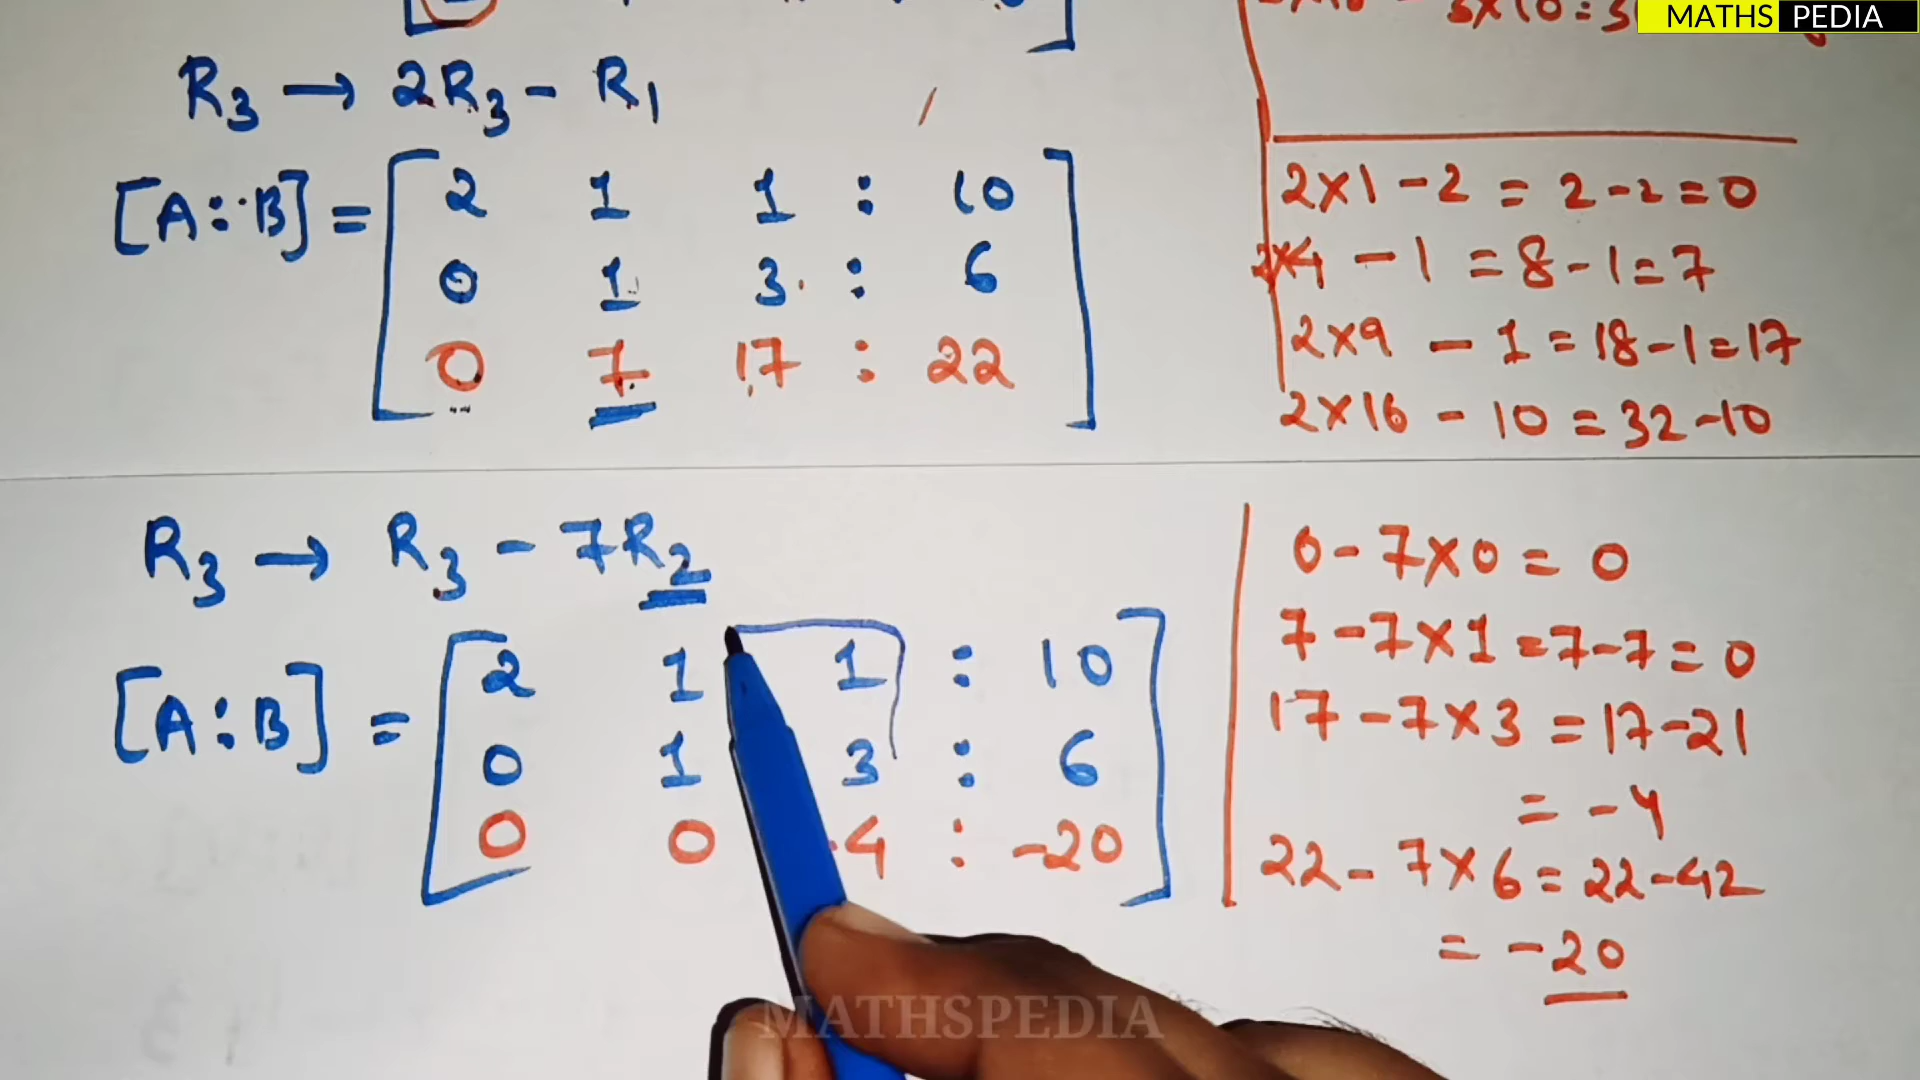 MATHS PEDIA
R3 → 2R3 - R1
[A:B] = [ 2 1 1 : 10
0 1 3 : 6
0 7 17 : 22 ]
2×1 - 2 = 2-2=0
2×4 - 1 = 8-1=7
2×9 - 1 = 18-1=17
2×16 - 10 = 32-10
R3 → R3 - 7R2
[A:B] = [ 2 1 1 : 10
0 1 3 : 6
0 0 -4 : -20 ]
0-7×0 = 0
7-7×1=7-7=0
17-7×3 = 17-21
= -4
22- 7×6=22-42
= -20
MATHSPEDIA